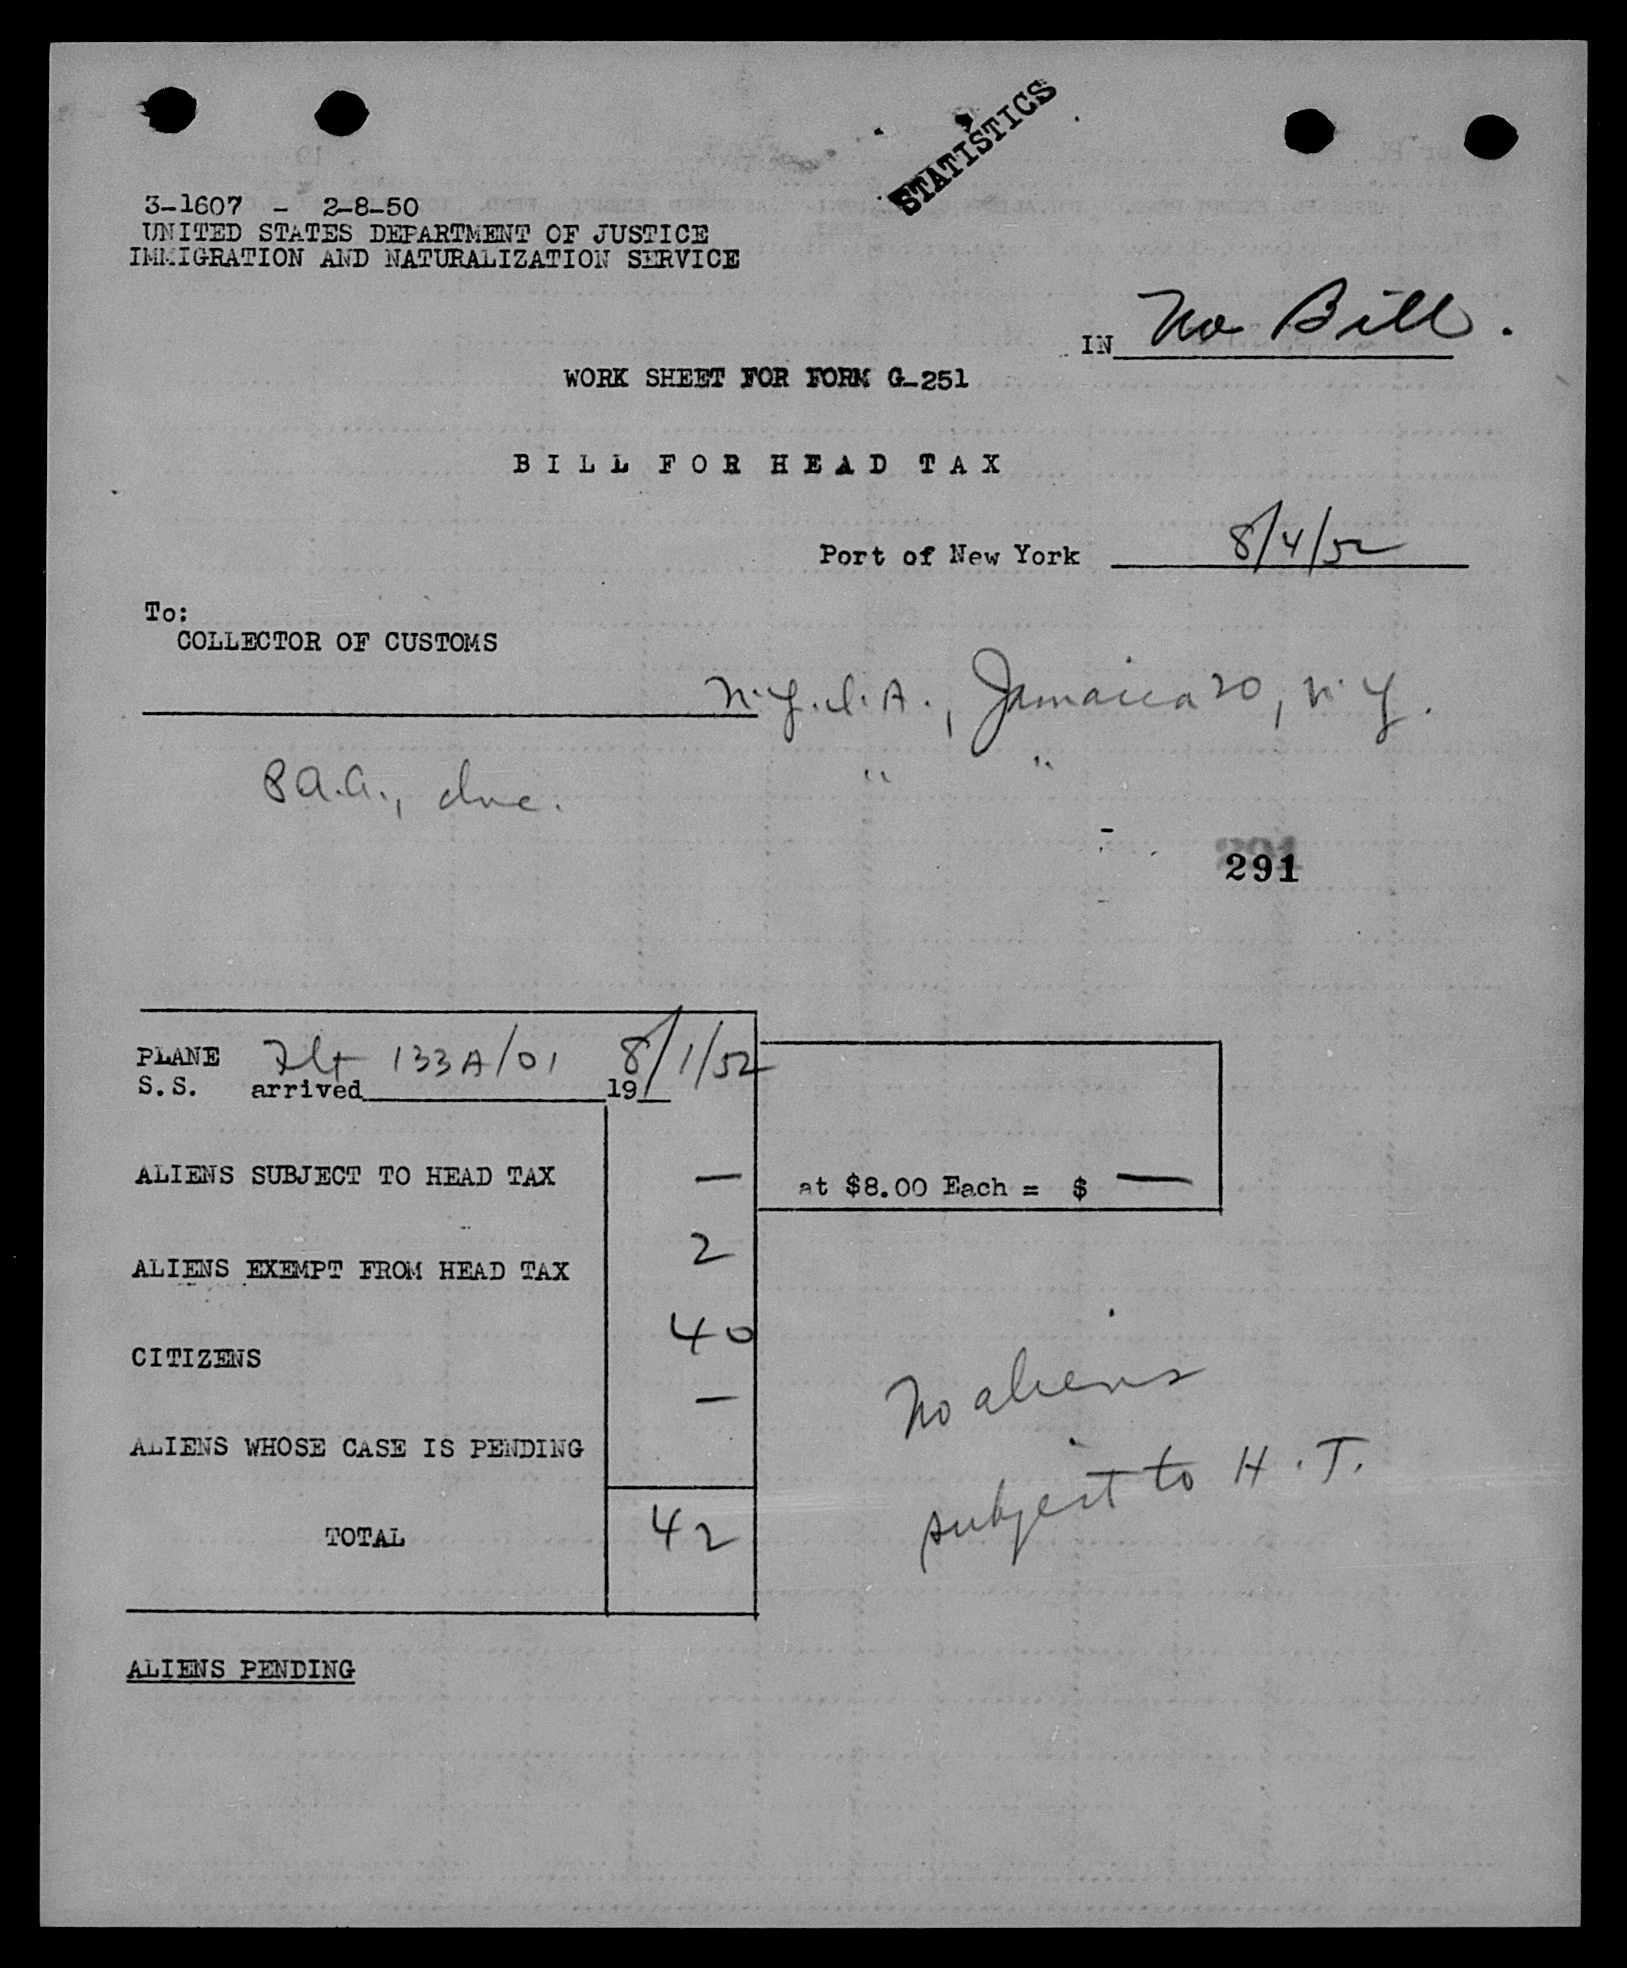 STATISTICS
3-1607 - 2-8-50
UNITED STATES DEPARTMENT OF JUSTICE
IMMIGRATION AND NATURALIZATION SERVICE
IN No Bill.
WORK SHEET FOR FORM G-251
BILL FOR HEAD TAX
Port of New York 8/4/52
To:
COLLECTOR OF CUSTOMS
N.Y.I.A., Jamaica 20, N.Y.
P.A.A., Inc. " "
291
PLANE Flt 133A/01 8/1/52
S.S. arrived 19
ALIENS SUBJECT TO HEAD TAX — at $8.00 Each = $ —
ALIENS EXEMPT FROM HEAD TAX 2
CITIZENS 40
ALIENS WHOSE CASE IS PENDING —
No aliens
subject to H.T.
TOTAL 42
ALIENS PENDING